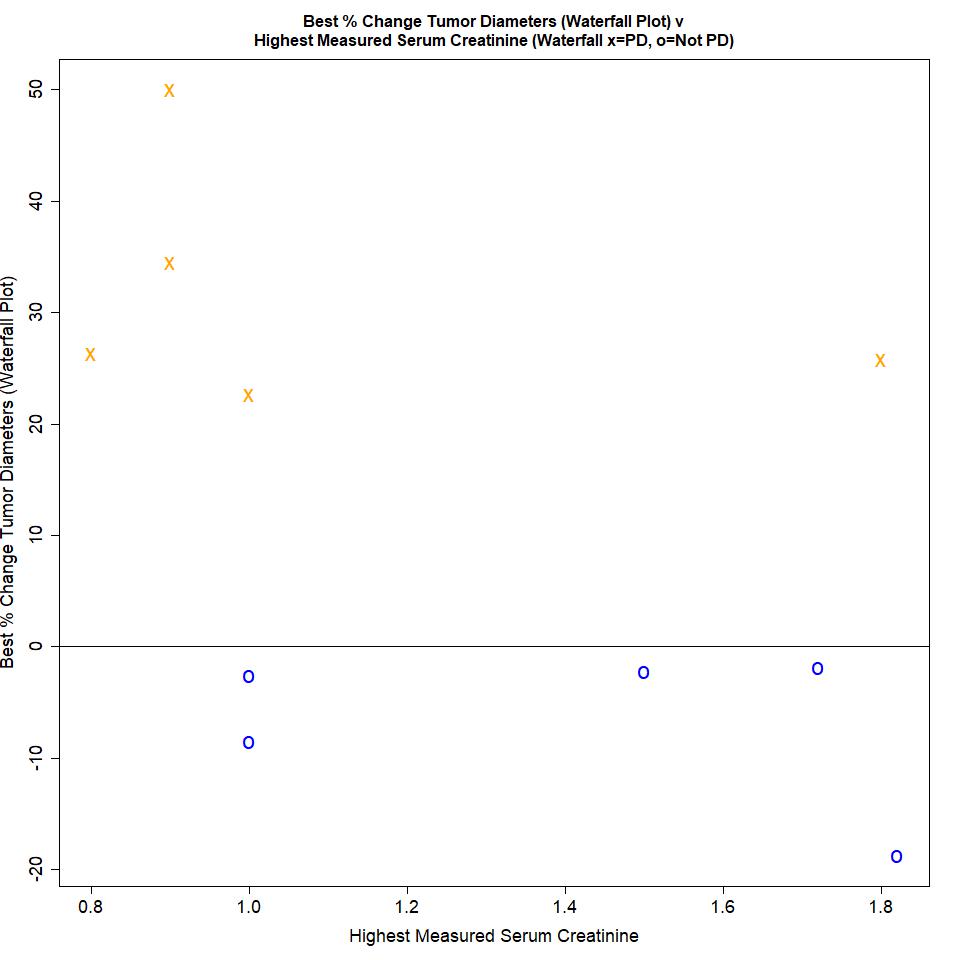 Best % Change Tumor Diameters (Waterfall Plot) v
Highest Measured Serum Creatinine (Waterfall x=PD, o=Not PD)
Best % Change Tumor Diameters (Waterfall Plot)
50
40
30
20
10
0
-10
-20
X
X
X
X
X
O
O
O
O
O
0.8
1.0
1.2
1.4
1.6
1.8
Highest Measured Serum Creatinine